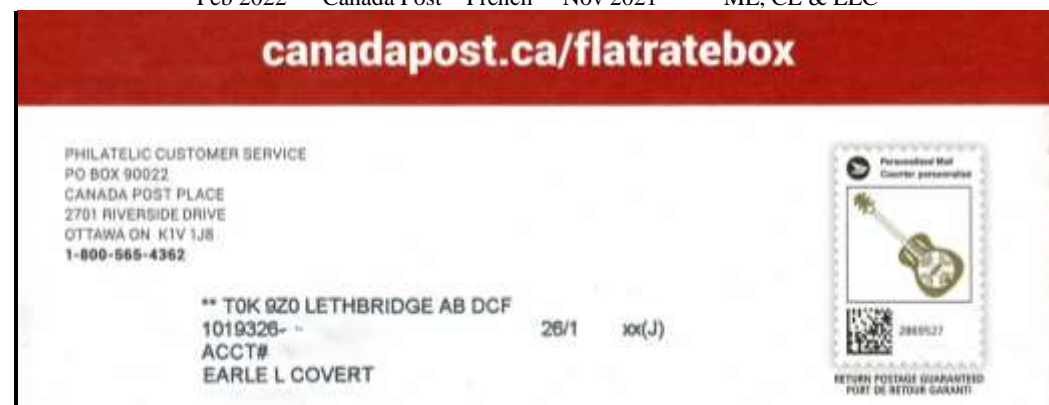 Feb 2022 Canada Post – French Nov 2021 ME, CE & LLC
canadapost.ca/flatratebox
PHILATELIC CUSTOMER SERVICE
PO BOX 90022
CANADA POST PLACE
2701 RIVERSIDE DRIVE
OTTAWA ON K1V 1J8
1-800-565-4362
Personalized Mail
Courrier personnalisé
** T0K 9Z0 LETHBRIDGE AB DCF
1019326- 26/1 xx(J)
ACCT#
EARLE L COVERT
2869527
RETURN POSTAGE GUARANTEED
PORT DE RETOUR GARANTI